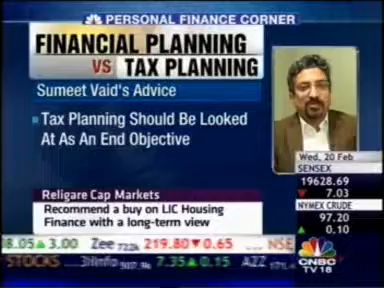 PERSONAL FINANCE CORNER
FINANCIAL PLANNING
VS TAX PLANNING
Sumeet Vaid's Advice
Tax Planning Should Be Looked
At As An End Objective
Wed, 20 Feb
SENSEX
19628.69
▼ 7.03
NYMEX CRUDE
97.20
▲ 0.10
Religare Cap Markets
Recommend a buy on LIC Housing
Finance with a long-term view
8.05▲3.00 Zee 219.80▼0.65 NSE
STOCKS 7.35▲0.15
CNBC
TV 18